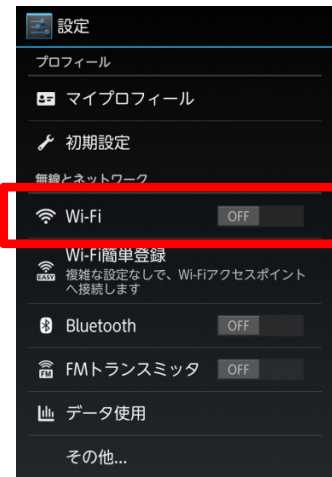 設定
プロフィール
マイプロフィール
初期設定
無線とネットワーク
Wi-Fi OFF
Wi-Fi簡単登録
EASY 複雑な設定なしで、Wi-Fiアクセスポイント
へ接続します
Bluetooth OFF
FM FMトランスミッタ OFF
データ使用
その他...